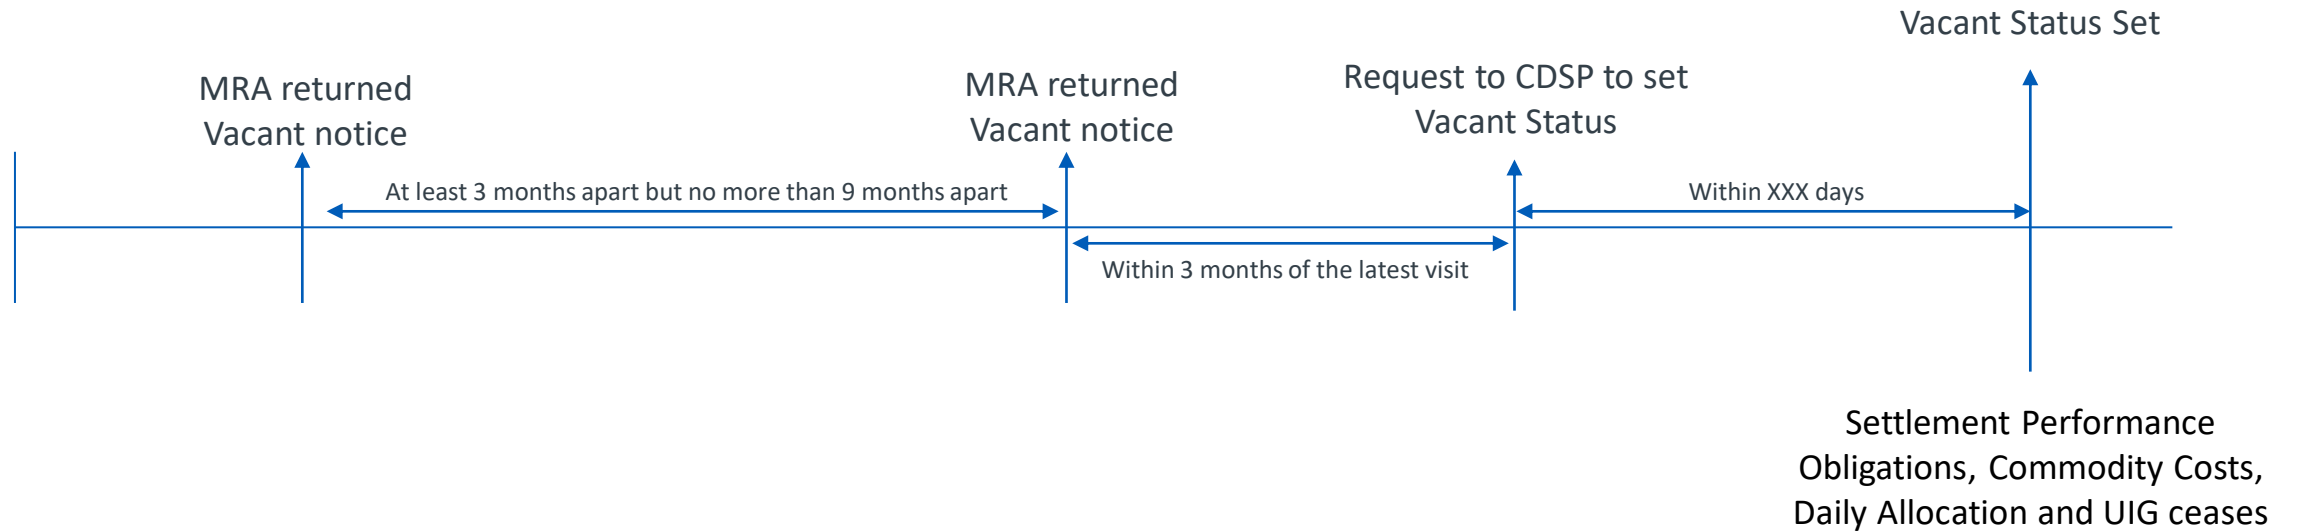 Vacant Status Set
MRA returned
Vacant notice
MRA returned
Vacant notice
Request to CDSP to set
Vacant Status
At least 3 months apart but no more than 9 months apart
Within XXX days
Within 3 months of the latest visit
Settlement Performance
Obligations, Commodity Costs,
Daily Allocation and UIG ceases